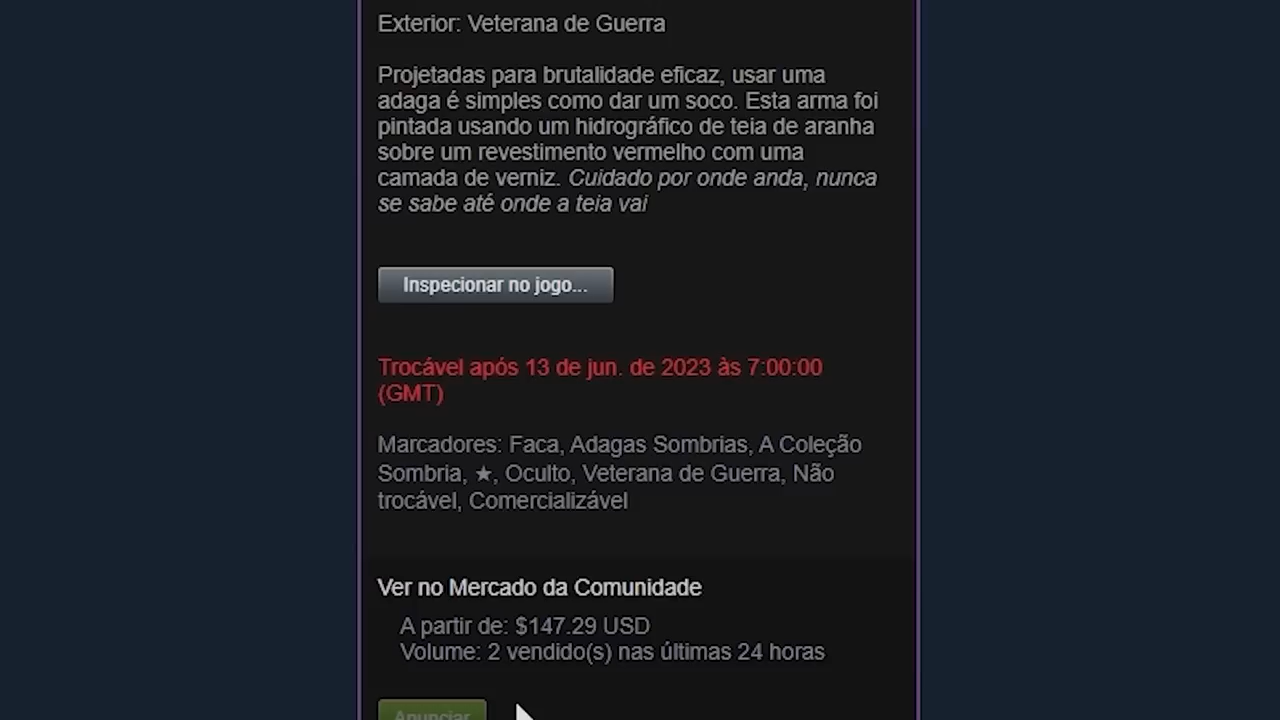 Exterior: Veterana de Guerra
Projetadas para brutalidade eficaz, usar uma
adaga é simples como dar um soco. Esta arma foi
pintada usando um hidrográfico de teia de aranha
sobre um revestimento vermelho com uma
camada de verniz. Cuidado por onde anda, nunca
se sabe até onde a teia vai
Inspecionar no jogo...
Trocável após 13 de jun. de 2023 às 7:00:00
(GMT)
Marcadores: Faca, Adagas Sombrias, A Coleção
Sombria, ★, Oculto, Veterana de Guerra, Não
trocável, Comercializável
Ver no Mercado da Comunidade
A partir de: $147.29 USD
Volume: 2 vendido(s) nas últimas 24 horas
Anunciar